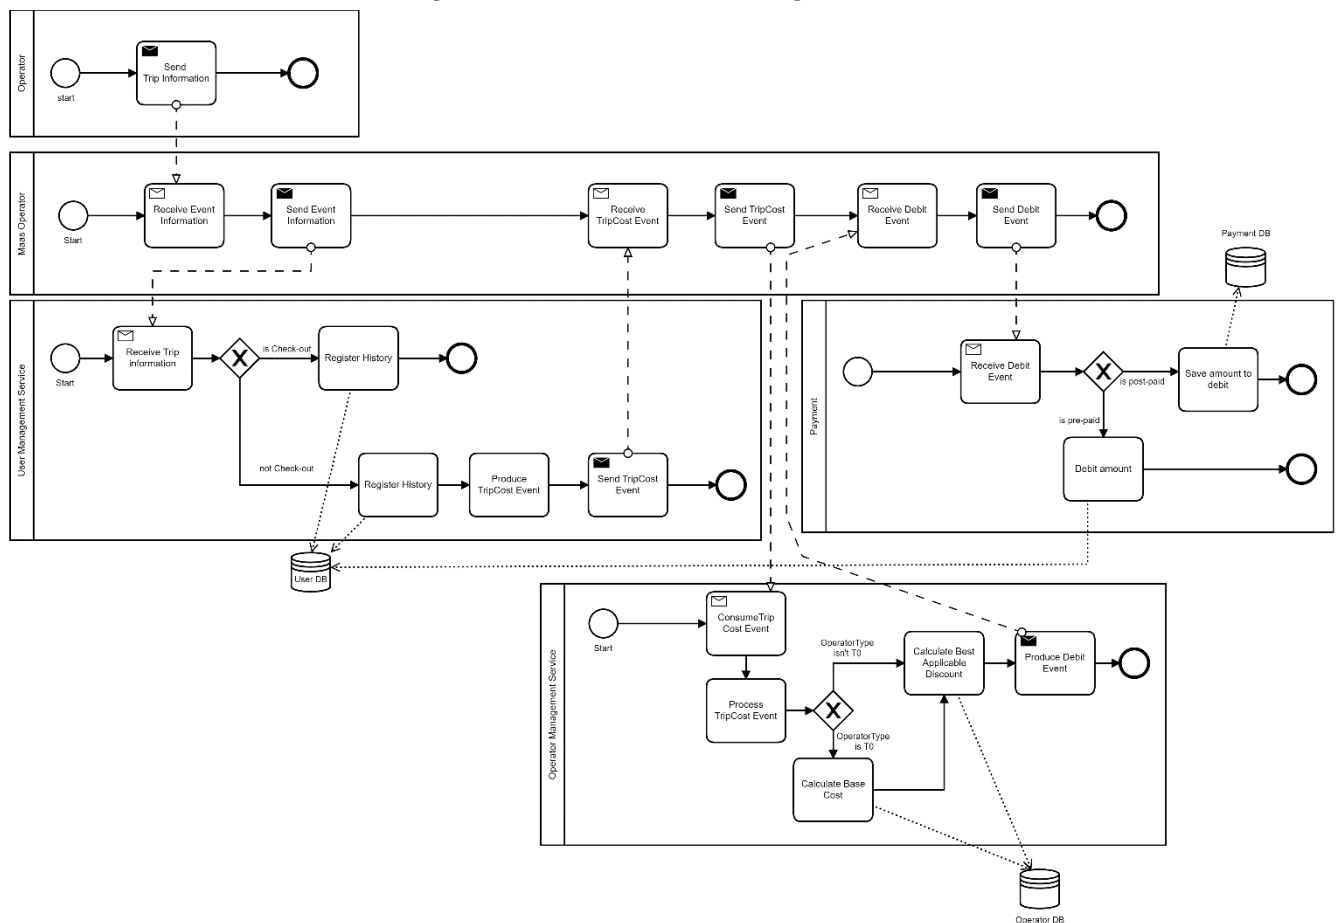 Operator
start
Send
Trip Information
Maas Operator
Start
Receive Event
Information
Send Event
Information
Receive
TripCost Event
Send TripCost
Event
Receive Debit
Event
Send Debit
Event
Payment DB
User Management Service
Start
Receive Trip
information
is Check-out
Register History
not Check-out
Register History
Produce
TripCost Event
Send TripCost
Event
User DB
Payment
Receive Debit
Event
is post-paid
Save amount to
debit
is pre-paid
Debit amount
Operator Management Service
Start
ConsumeTrip
Cost Event
Process
TripCost Event
OperatorType
isn't T0
OperatorType
is T0
Calculate Base
Cost
Calculate Best
Applicable
Discount
Produce Debit
Event
Operator DB